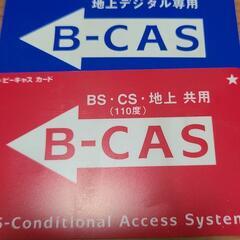 地上デジタル専用
B-CAS
ビーキャス カード
BS・CS・地上 共用
(110度)
B-CAS
S-Conditional Access System